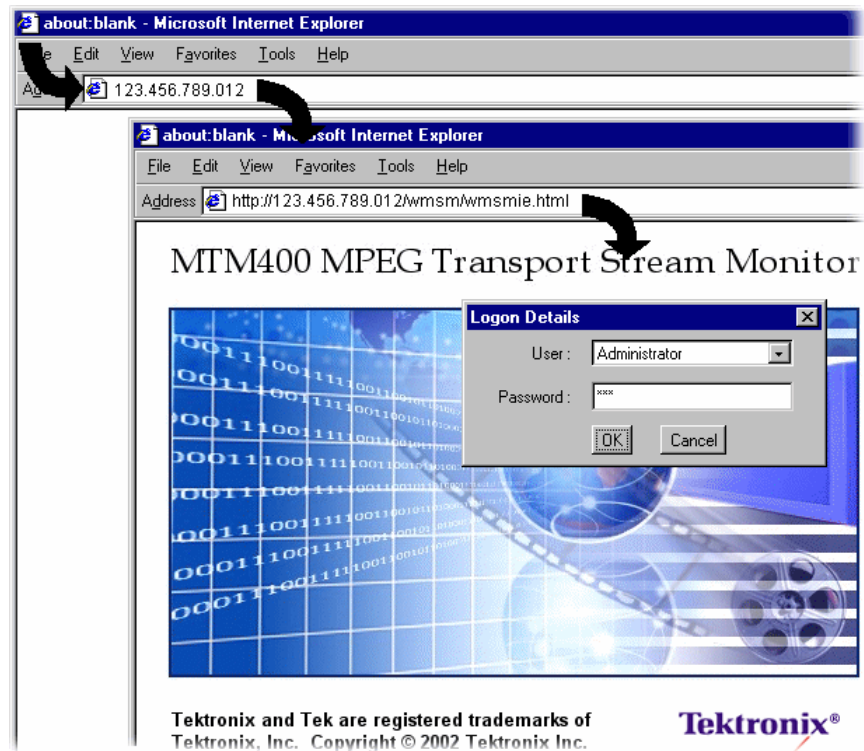 about:blank - Microsoft Internet Explorer
Edit View Favorites Tools Help
123.456.789.012
about:blank - Microsoft Internet Explorer
File Edit View Favorites Tools Help
Address http://123.456.789.012/wmsm/wmsmie.html
MTM400 MPEG Transport Stream Monitor
Logon Details
User : Administrator
Password : ***
OK Cancel
Tektronix and Tek are registered trademarks of
Tektronix, Inc. Copyright © 2002 Tektronix Inc.
Tektronix®